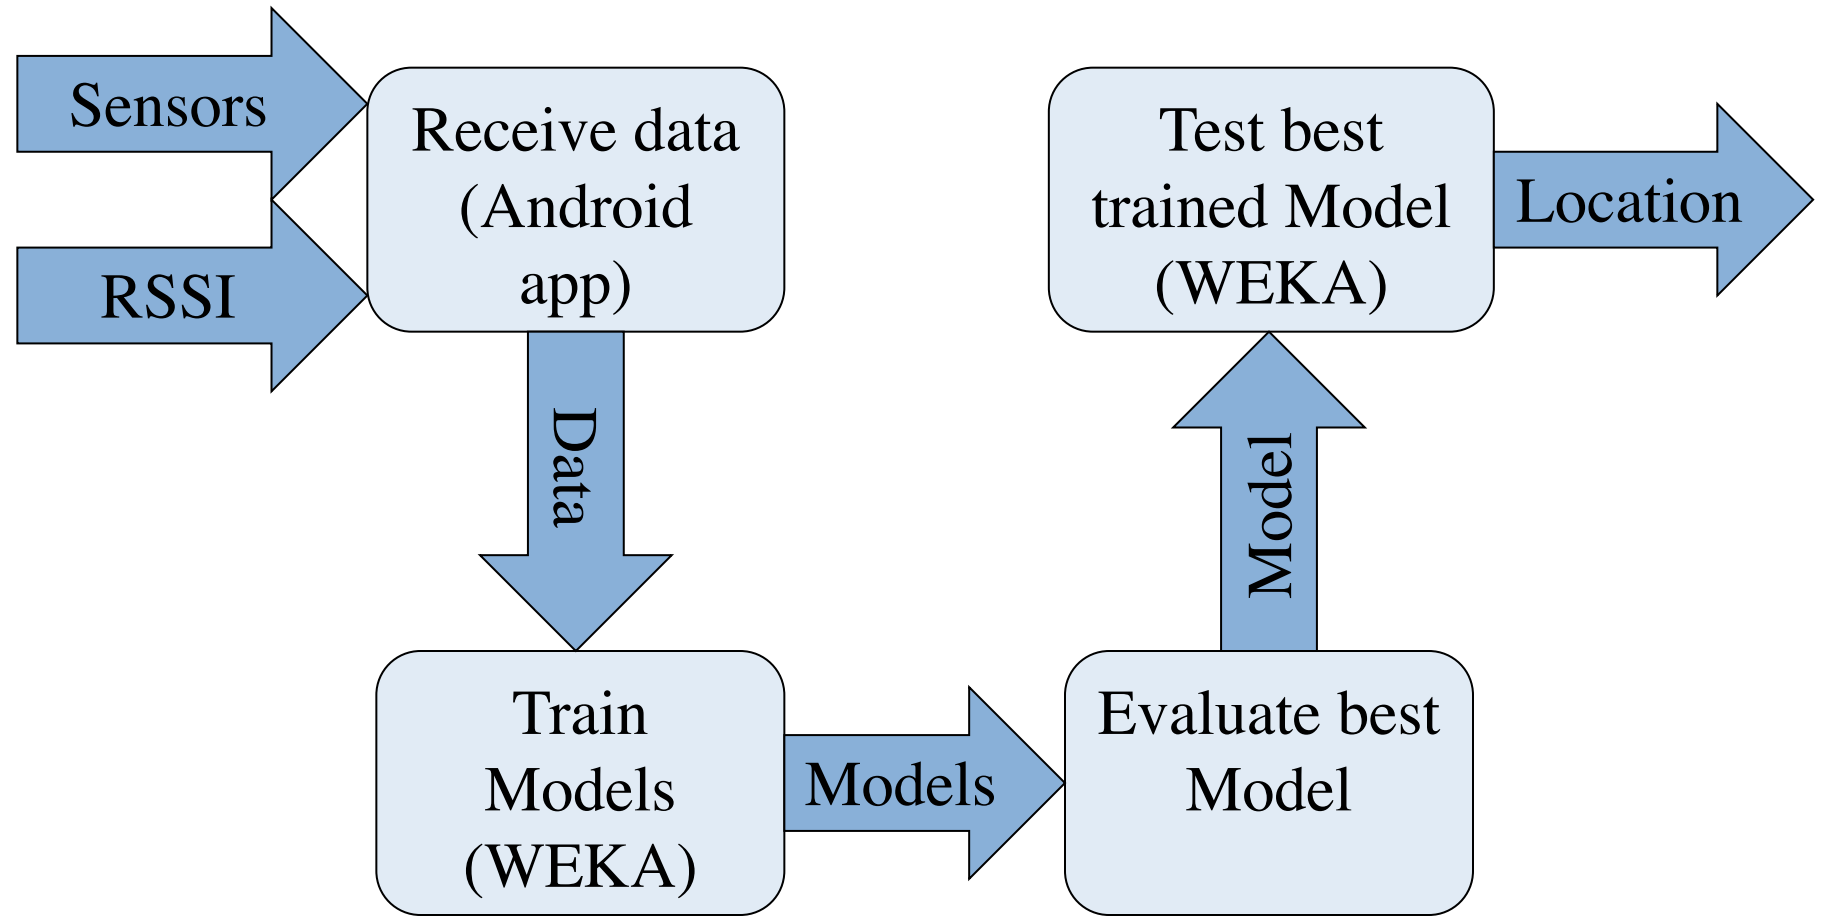 Sensors
RSSI
Receive data
(Android
app)
Data
Train
Models
(WEKA)
Models
Evaluate best
Model
Model
Test best
trained Model
(WEKA)
Location